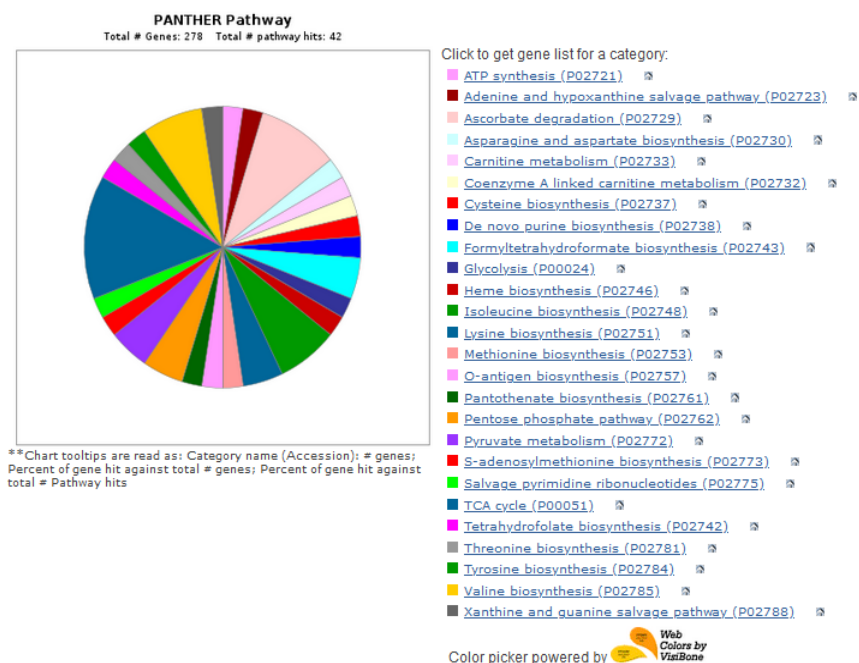 PANTHER Pathway
Total # Genes: 278 Total # pathway hits: 42
Click to get gene list for a category:
ATP synthesis (P02721)
Adenine and hypoxanthine salvage pathway (P02723)
Ascorbate degradation (P02729)
Asparagine and aspartate biosynthesis (P02730)
Carnitine metabolism (P02733)
Coenzyme A linked carnitine metabolism (P02732)
Cysteine biosynthesis (P02737)
De novo purine biosynthesis (P02738)
Formyltetrahydroformate biosynthesis (P02743)
Glycolysis (P00024)
Heme biosynthesis (P02746)
Isoleucine biosynthesis (P02748)
Lysine biosynthesis (P02751)
Methionine biosynthesis (P02753)
O-antigen biosynthesis (P02757)
Pantothenate biosynthesis (P02761)
Pentose phosphate pathway (P02762)
Pyruvate metabolism (P02772)
S-adenosylmethionine biosynthesis (P02773)
Salvage pyrimidine ribonucleotides (P02775)
TCA cycle (P00051)
Tetrahydrofolate biosynthesis (P02742)
Threonine biosynthesis (P02781)
Tyrosine biosynthesis (P02784)
Valine biosynthesis (P02785)
Xanthine and guanine salvage pathway (P02788)
**Chart tooltips are read as: Category name (Accession): # genes;
Percent of gene hit against total # genes; Percent of gene hit against
total # Pathway hits
Color picker powered by
Web
Colors by
VisiBone